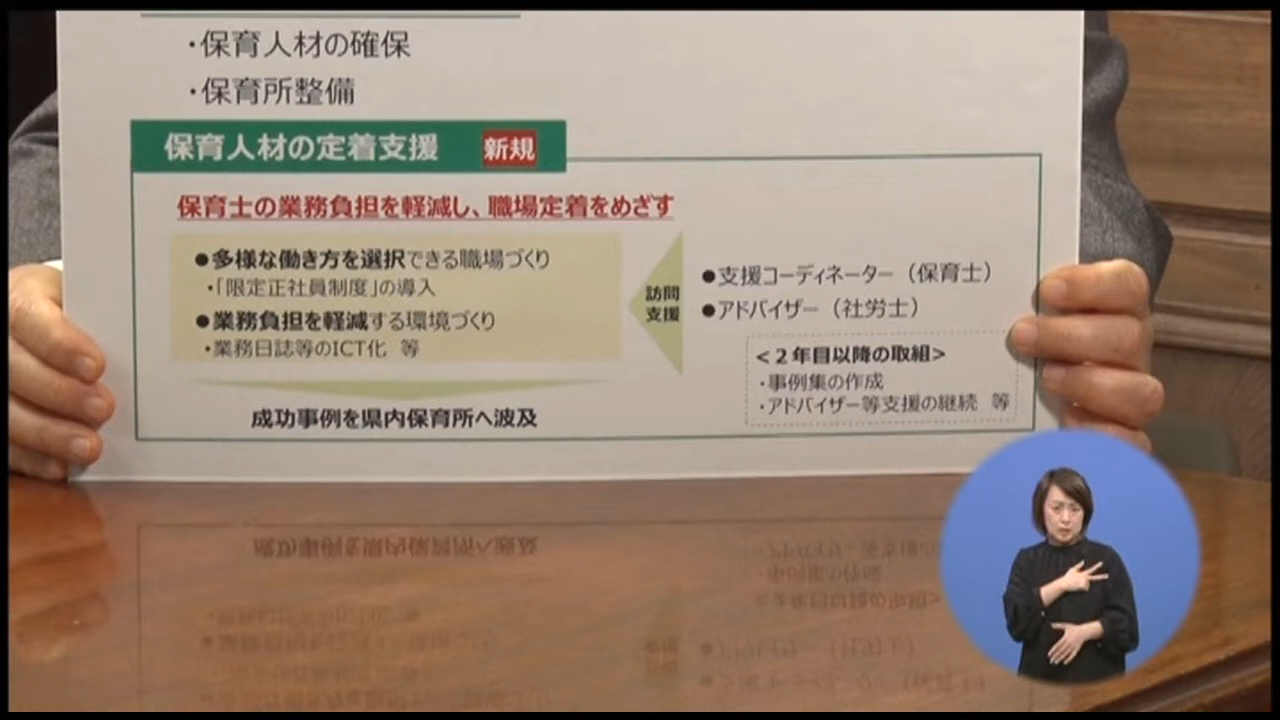 ・保育人材の確保
・保育所整備
保育人材の定着支援 新規
保育士の業務負担を軽減し、職場定着をめざす
●多様な働き方を選択できる職場づくり
・「限定正社員制度」の導入
●業務負担を軽減する環境づくり
・業務日誌等のICT化 等
成功事例を県内保育所へ波及
訪問
支援
●支援コーディネーター（保育士）
●アドバイザー（社労士）
<２年目以降の取組>
・事例集の作成
・アドバイザー等支援の継続 等